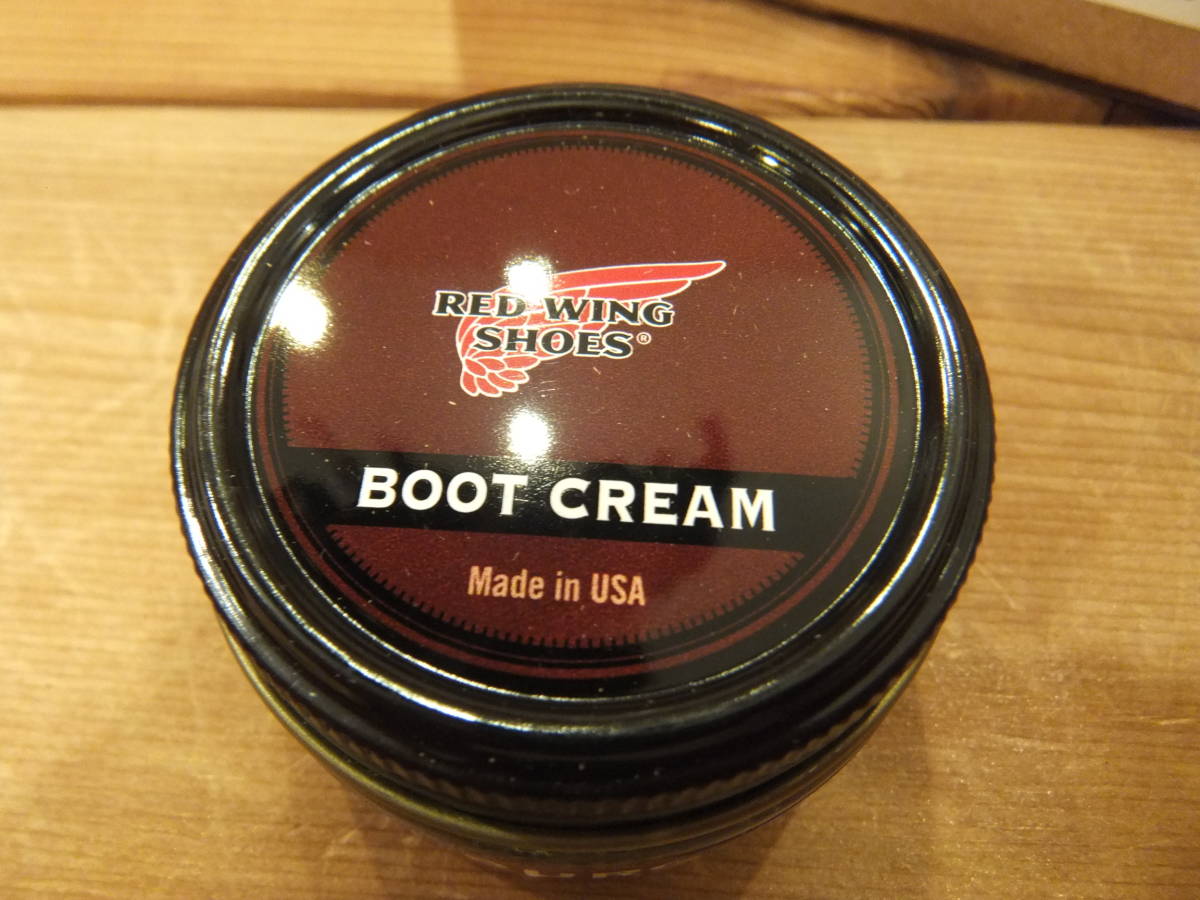 RED WING
SHOES®
BOOT CREAM
Made in USA